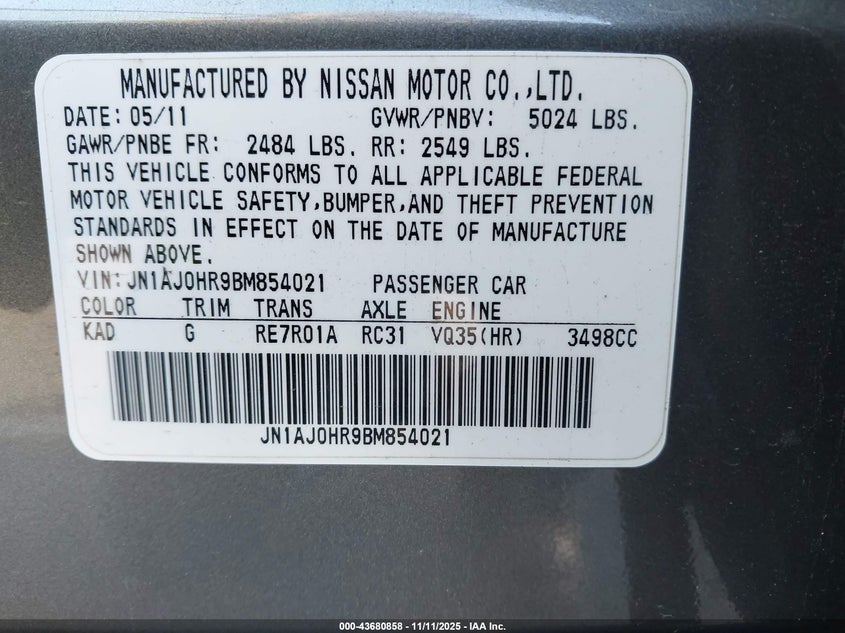 MANUFACTURED BY NISSAN MOTOR CO.,LTD.
DATE: 05/11 GVWR/PNBV: 5024 LBS.
GAWR/PNBE FR: 2484 LBS. RR: 2549 LBS.
THIS VEHICLE CONFORMS TO ALL APPLICABLE FEDERAL
MOTOR VEHICLE SAFETY,BUMPER,AND THEFT PREVENTION
STANDARDS IN EFFECT ON THE DATE OF MANUFACTURE
SHOWN ABOVE.
VIN:JN1AJ0HR9BM854021 PASSENGER CAR
COLOR TRIM TRANS AXLE ENGINE
KAD G RE7R01A RC31 VQ35(HR) 3498CC
JN1AJ0HR9BM854021
000-43680858 - 11/11/2025 - IAA Inc.